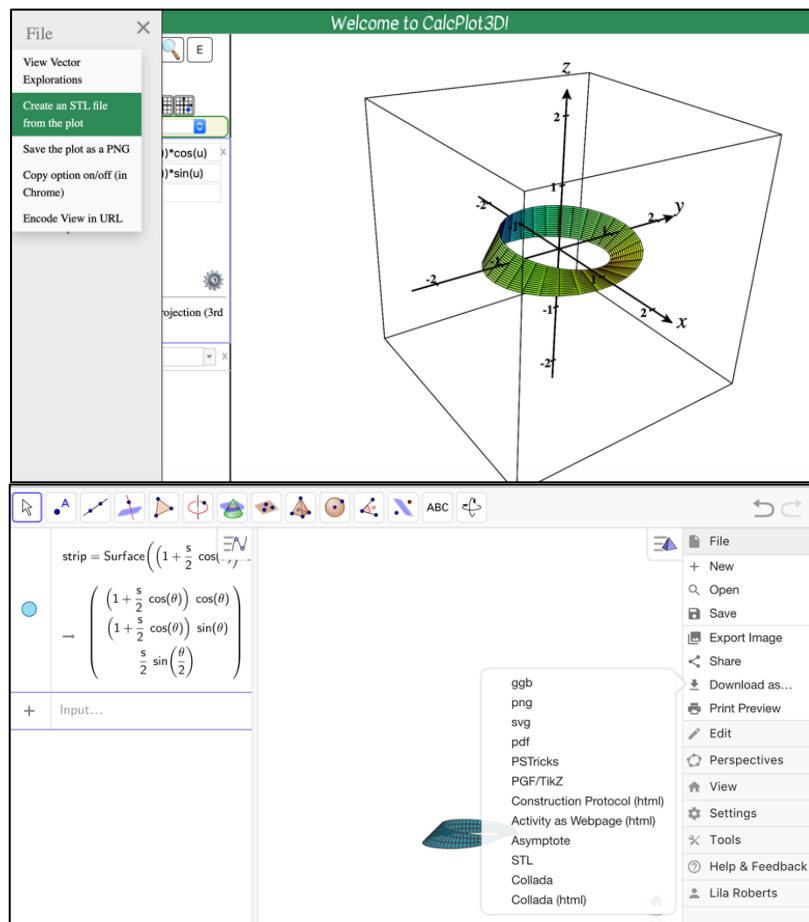 Welcome to CalcPlot3D!
File
View Vector
Explorations
Create an STL file
from the plot
Save the plot as a PNG
Copy option on/off (in
Chrome)
Encode View in URL
E
))*cos(u) x
))*sin(u)
rojection (3rd
x
z
2
1
-2
-1
2
y
1
-1
-2
1
-1
2
x
-2
ABC
strip = Surface((1 + s/2 cos(
→ ( (1 + s/2 cos(θ)) cos(θ)
(1 + s/2 cos(θ)) sin(θ)
s/2 sin(θ/2) )
+ Input...
ggb
png
svg
pdf
PSTricks
PGF/TikZ
Construction Protocol (html)
Activity as Webpage (html)
Asymptote
STL
Collada
Collada (html)
File
New
Open
Save
Export Image
Share
Download as...
Print Preview
Edit
Perspectives
View
Settings
Tools
Help & Feedback
Lila Roberts